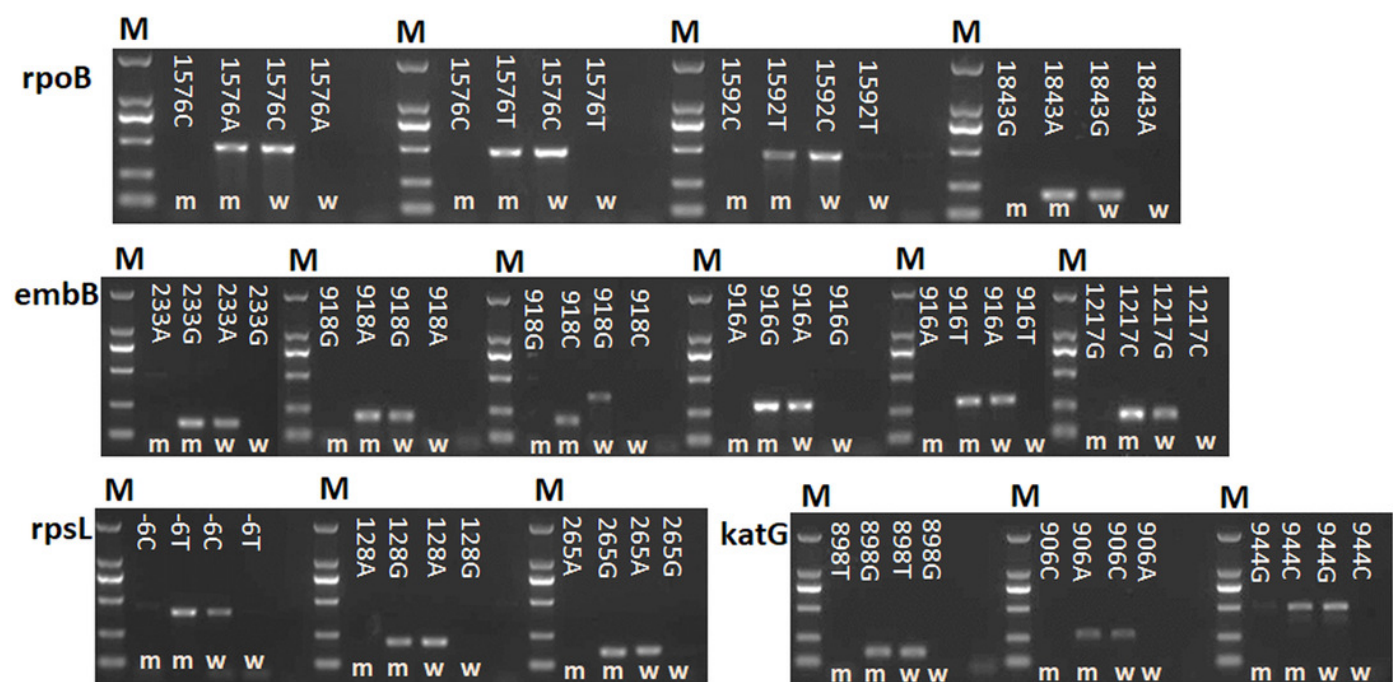 M M M M
rpoB
1576C 1576A 1576C 1576A 1576C 1576T 1576C 1576T 1592C 1592T 1592C 1592T 1843G 1843A 1843G 1843A
m m w w m m w w m m w w m m w w
M M M M M M
embB
233A 233G 233A 233G 918G 918A 918G 918A 918G 918C 918G 918C 916A 916G 916A 916G 916A 916T 916A 916T 1217G 1217C 1217G 1217C
m m w w m m w w m m w w m m w w m m w w m m w w
M M M M M M
rpsL katG
-6C -6T -6C -6T 128A 128G 128A 128G 265A 265G 265A 265G 898T 898G 898T 898G 906C 906A 906C 906A 944G 944C 944G 944C
m m w w m m w w m m w w m m w w m m w w m m w w